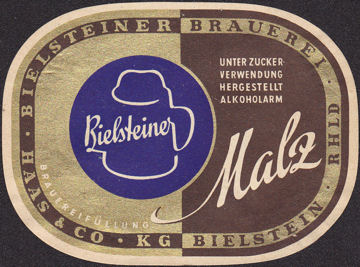 BIELSTEINER BRAUEREI · HAAS & CO · KG BIELSTEIN · RHLD ·
UNTER ZUCKER-
VERWENDUNG
HERGESTELLT
ALKOHOLARM
Bielsteiner
Malz
BRAUEREIFÜLLUNG